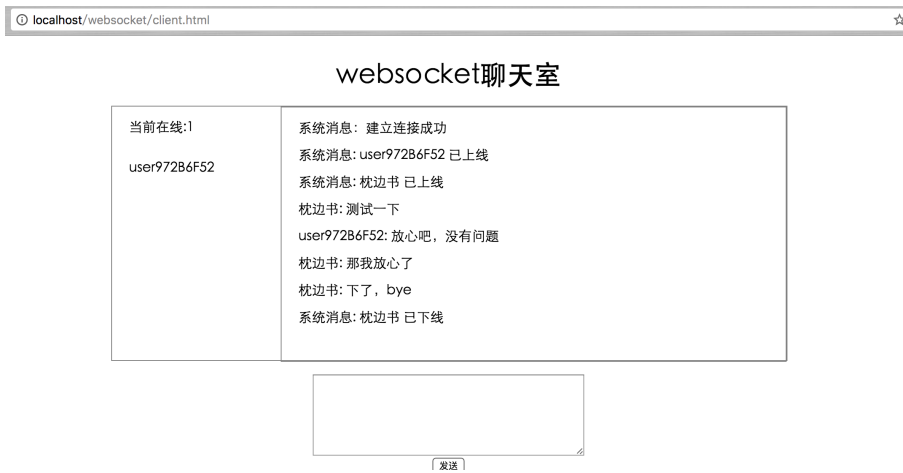 localhost/websocket/client.html
websocket聊天室
当前在线:1
user972B6F52
系统消息：建立连接成功
系统消息: user972B6F52 已上线
系统消息: 枕边书 已上线
枕边书: 测试一下
user972B6F52: 放心吧，没有问题
枕边书: 那我放心了
枕边书: 下了，bye
系统消息: 枕边书 已下线
发送